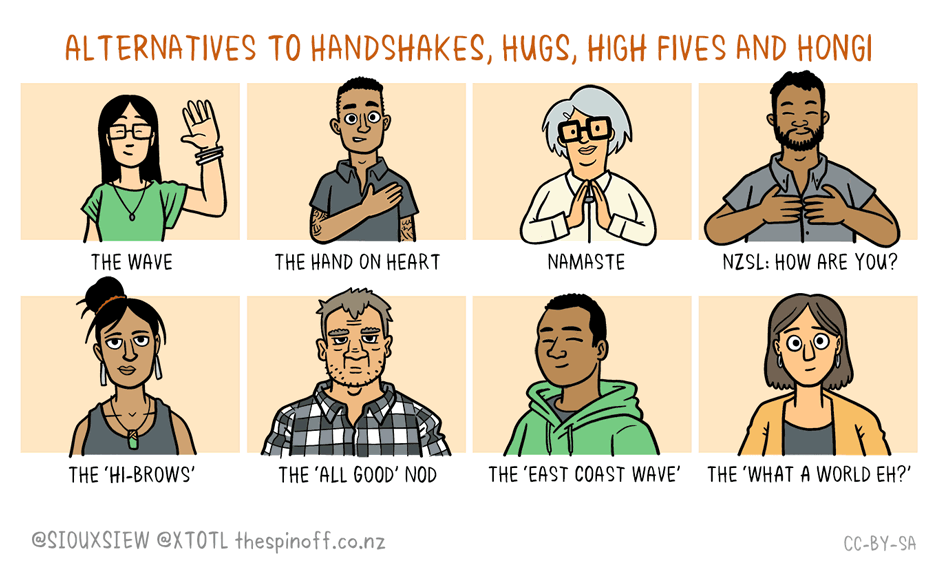 ALTERNATIVES TO HANDSHAKES, HUGS, HIGH FIVES AND HONGI
THE WAVE
THE HAND ON HEART
NAMASTE
NZSL: HOW ARE YOU?
THE 'HI-BROWS'
THE 'ALL GOOD' NOD
THE 'EAST COAST WAVE'
THE 'WHAT A WORLD EH?'
@SIOUXSIEW @XTOTL thespinoff.co.nz
CC-BY-SA